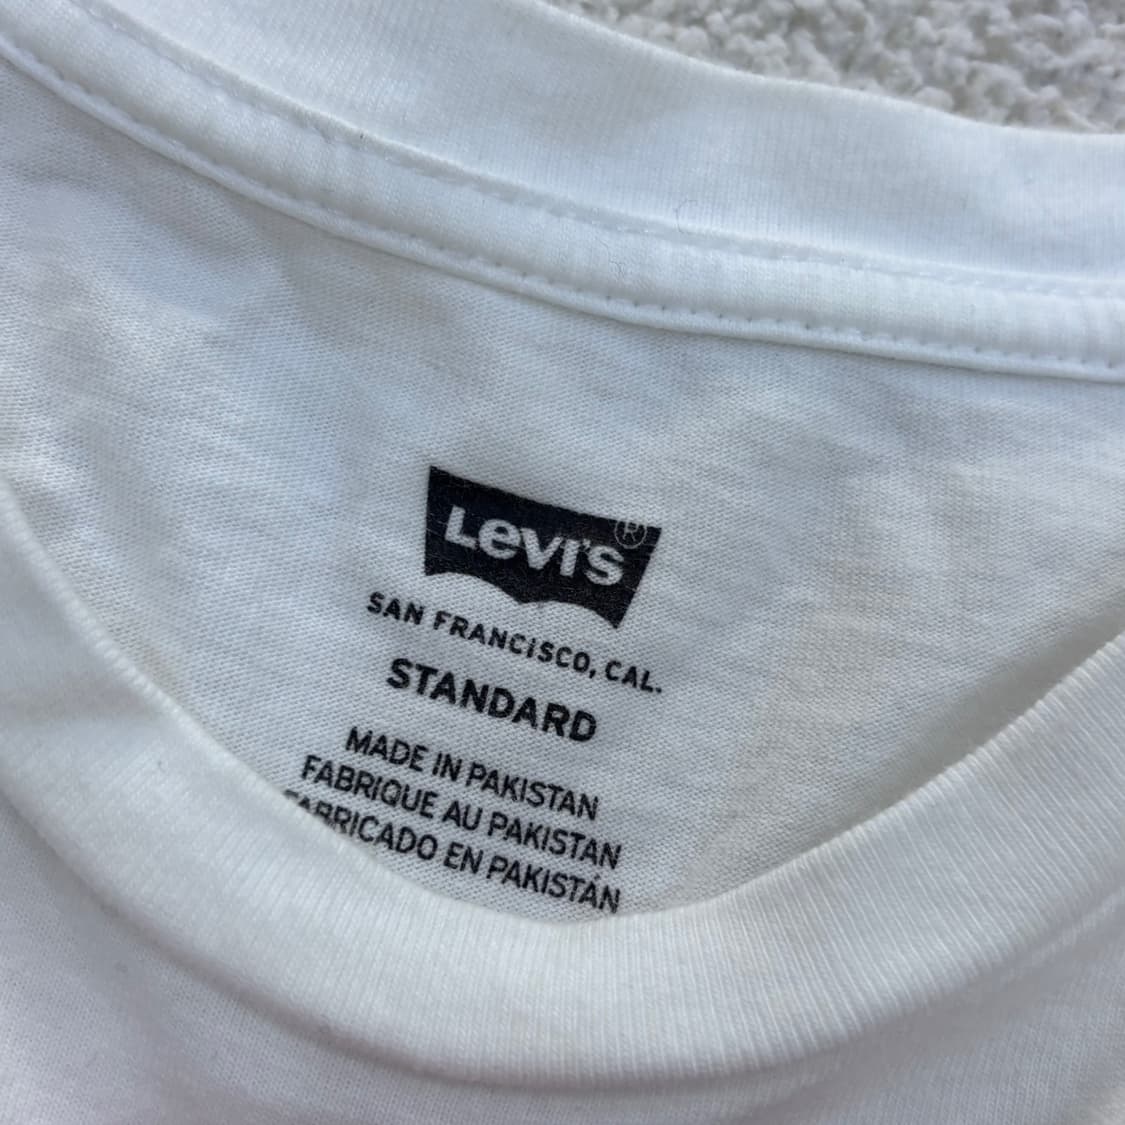 Levi's®
SAN FRANCISCO, CAL.
STANDARD
MADE IN PAKISTAN
FABRIQUE AU PAKISTAN
FABRICADO EN PAKISTÁN